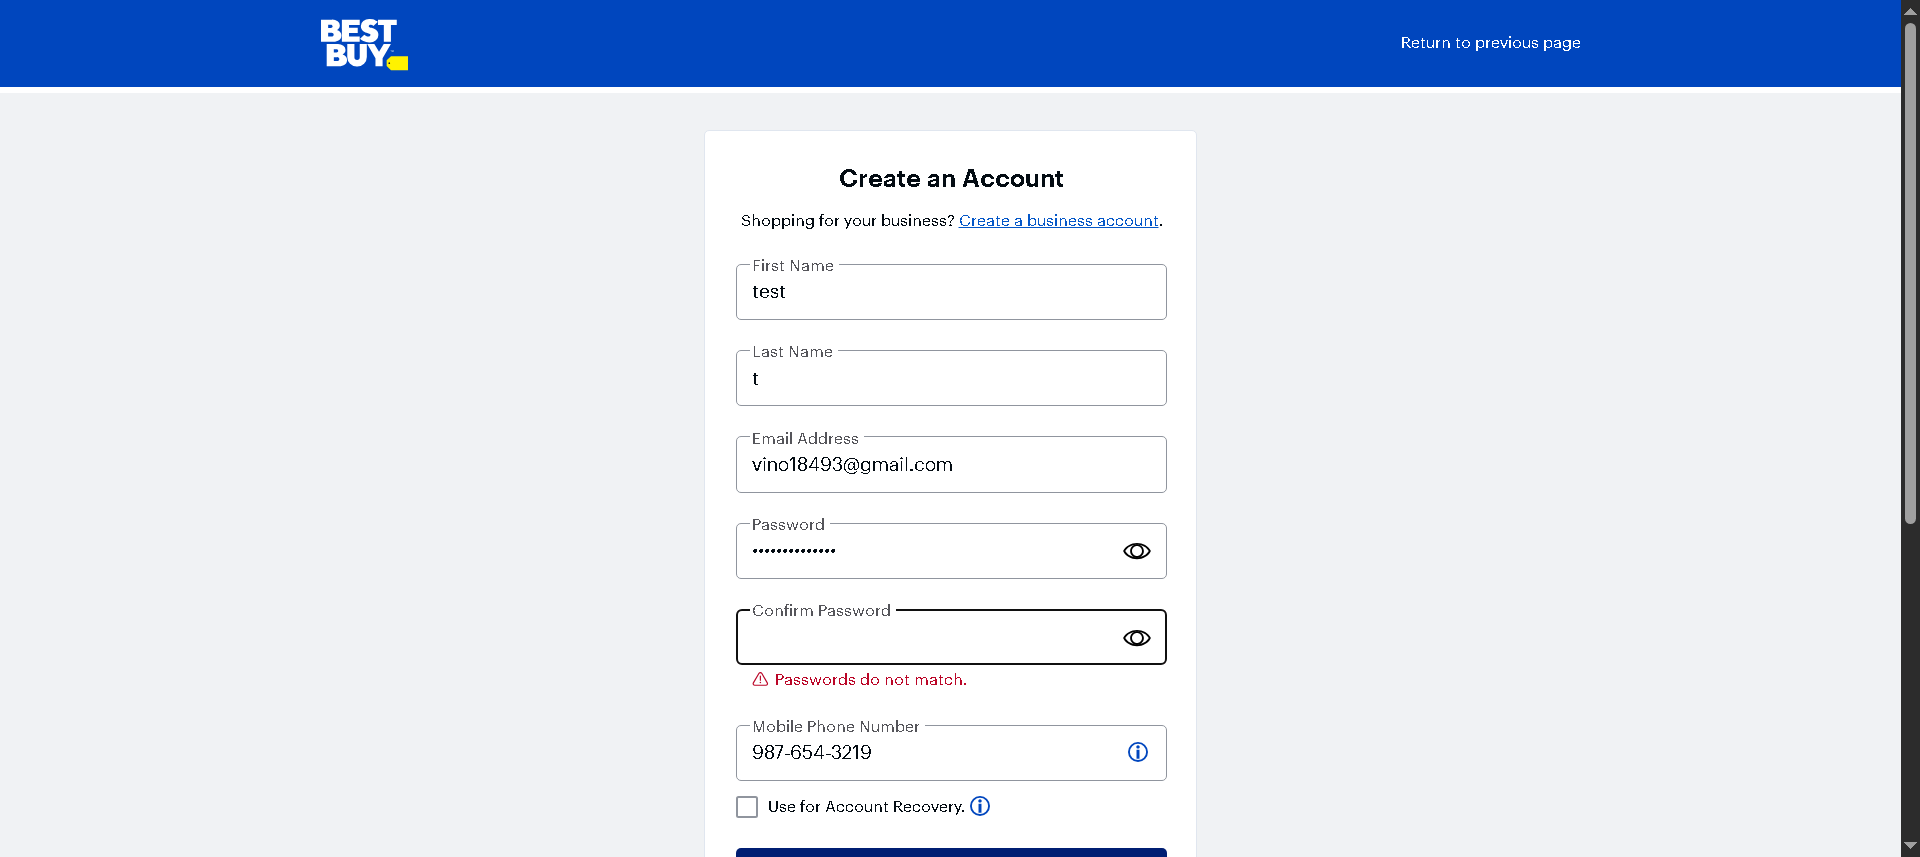 BEST
BUY
Return to previous page
Create an Account
Shopping for your business? Create a business account.
First Name
test
Last Name
t
Email Address
vino18493@gmail.com
Password
••••••••••••••
Confirm Password
Passwords do not match.
Mobile Phone Number
987-654-3219
Use for Account Recovery.